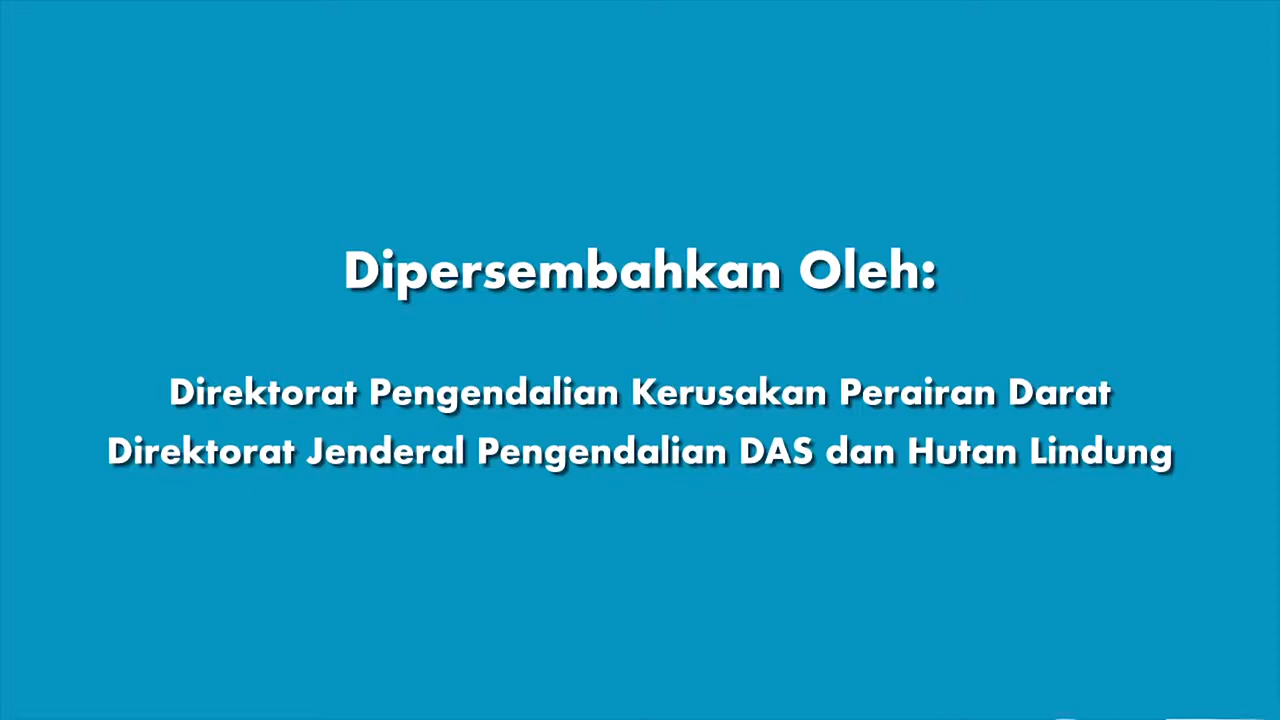 Dipersembahkan Oleh:
Direktorat Pengendalian Kerusakan Perairan Darat
Direktorat Jenderal Pengendalian DAS dan Hutan Lindung